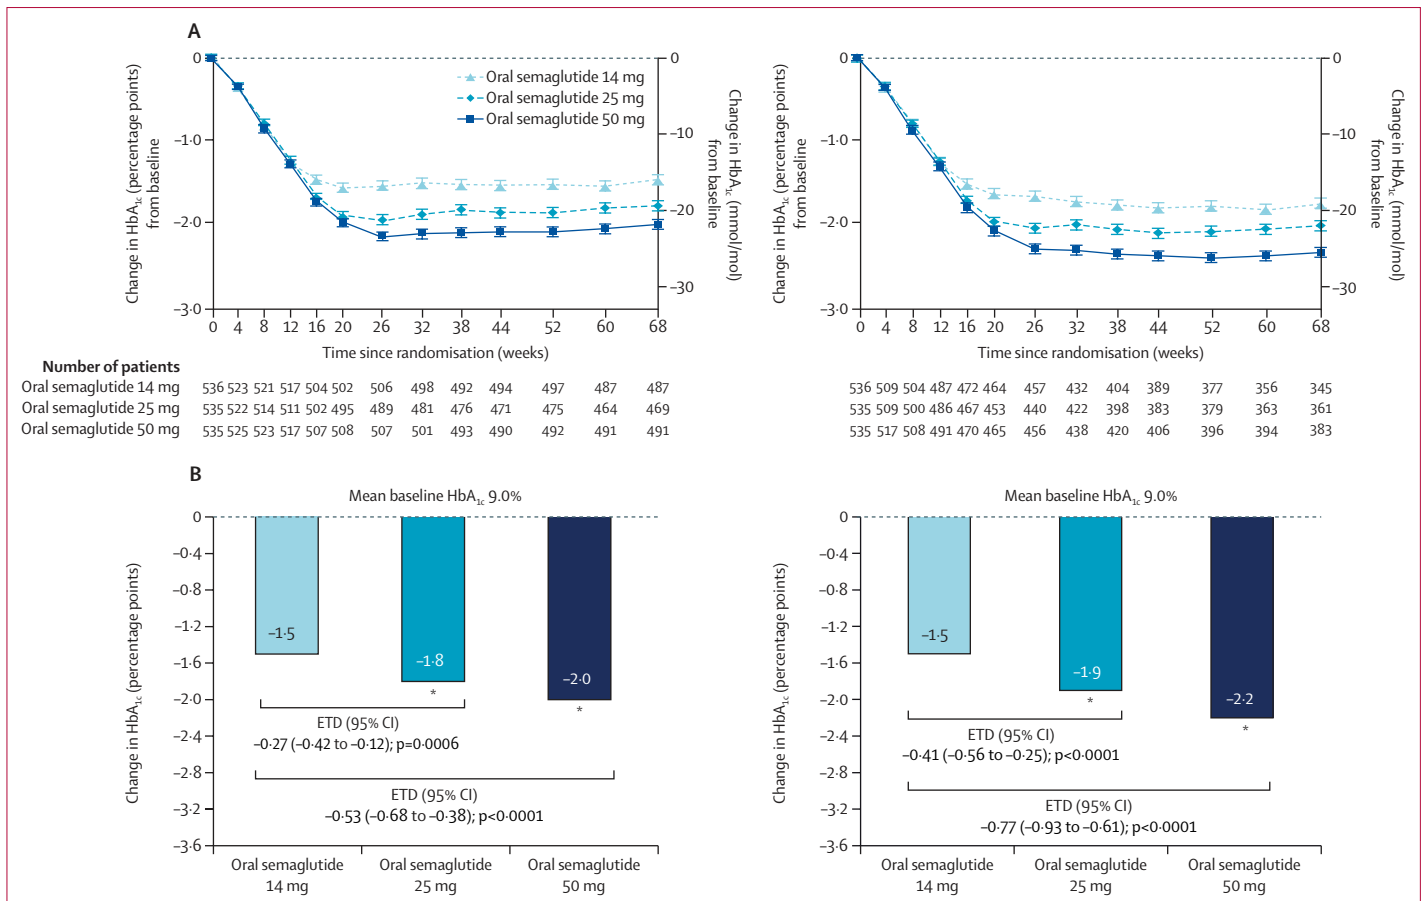 A
Change in HbA1c (percentage points)
from baseline
0
–1·0
–2·0
–3·0
Oral semaglutide 14 mg
Oral semaglutide 25 mg
Oral semaglutide 50 mg
0
–10
–20
–30
Change in HbA1c (mmol/mol)
from baseline
0 4 8 12 16 20 26 32 38 44 52 60 68
Time since randomisation (weeks)
Change in HbA1c (percentage points)
from baseline
0
–1·0
–2·0
–3·0
0
–10
–20
–30
Change in HbA1c (mmol/mol)
from baseline
0 4 8 12 16 20 26 32 38 44 52 60 68
Time since randomisation (weeks)
Number of patients
Oral semaglutide 14 mg 536 523 521 517 504 502 506 498 492 494 497 487 487
Oral semaglutide 25 mg 535 522 514 511 502 495 489 481 476 471 475 464 469
Oral semaglutide 50 mg 535 525 523 517 507 508 507 501 493 490 492 491 491
536 509 504 487 472 464 457 432 404 389 377 356 345
535 509 500 486 467 453 440 422 398 383 379 363 361
535 517 508 491 470 465 456 438 420 406 396 394 383
B
Mean baseline HbA1c 9.0%
Change in HbA1c (percentage points)
0
–0·4
–0·8
–1·2
–1·6
–2·0
–2·4
–2·8
–3·2
–3·6
–1·5
–1·8
*
–2·0
*
ETD (95% CI)
–0·27 (–0·42 to –0·12); p=0·0006
ETD (95% CI)
–0·53 (–0·68 to –0·38); p<0·0001
Oral semaglutide
14 mg
Oral semaglutide
25 mg
Oral semaglutide
50 mg
Mean baseline HbA1c 9.0%
Change in HbA1c (percentage points)
0
–0·4
–0·8
–1·2
–1·6
–2·0
–2·4
–2·8
–3·2
–3·6
–1·5
–1·9
*
–2·2
*
ETD (95% CI)
–0·41 (–0·56 to –0·25); p<0·0001
ETD (95% CI)
–0·77 (–0·93 to –0·61); p<0·0001
Oral semaglutide
14 mg
Oral semaglutide
25 mg
Oral semaglutide
50 mg